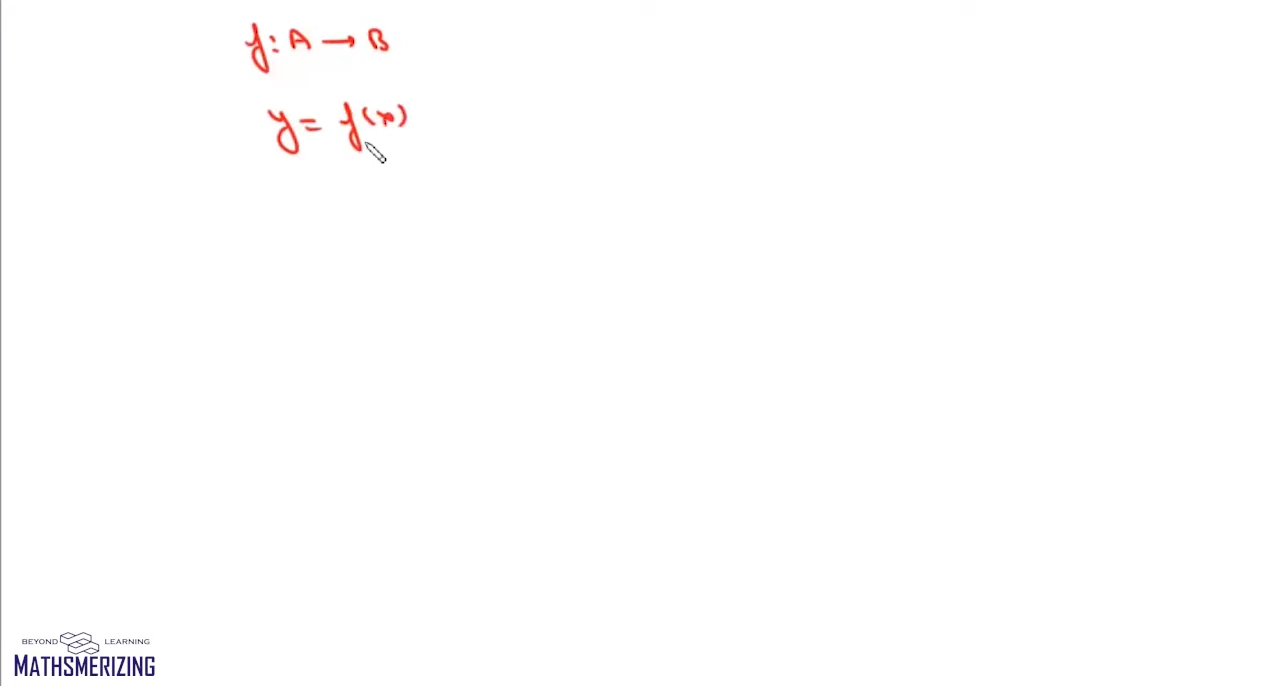 f: A → B
y = f(x)
BEYOND LEARNING
MATHSMERIZING